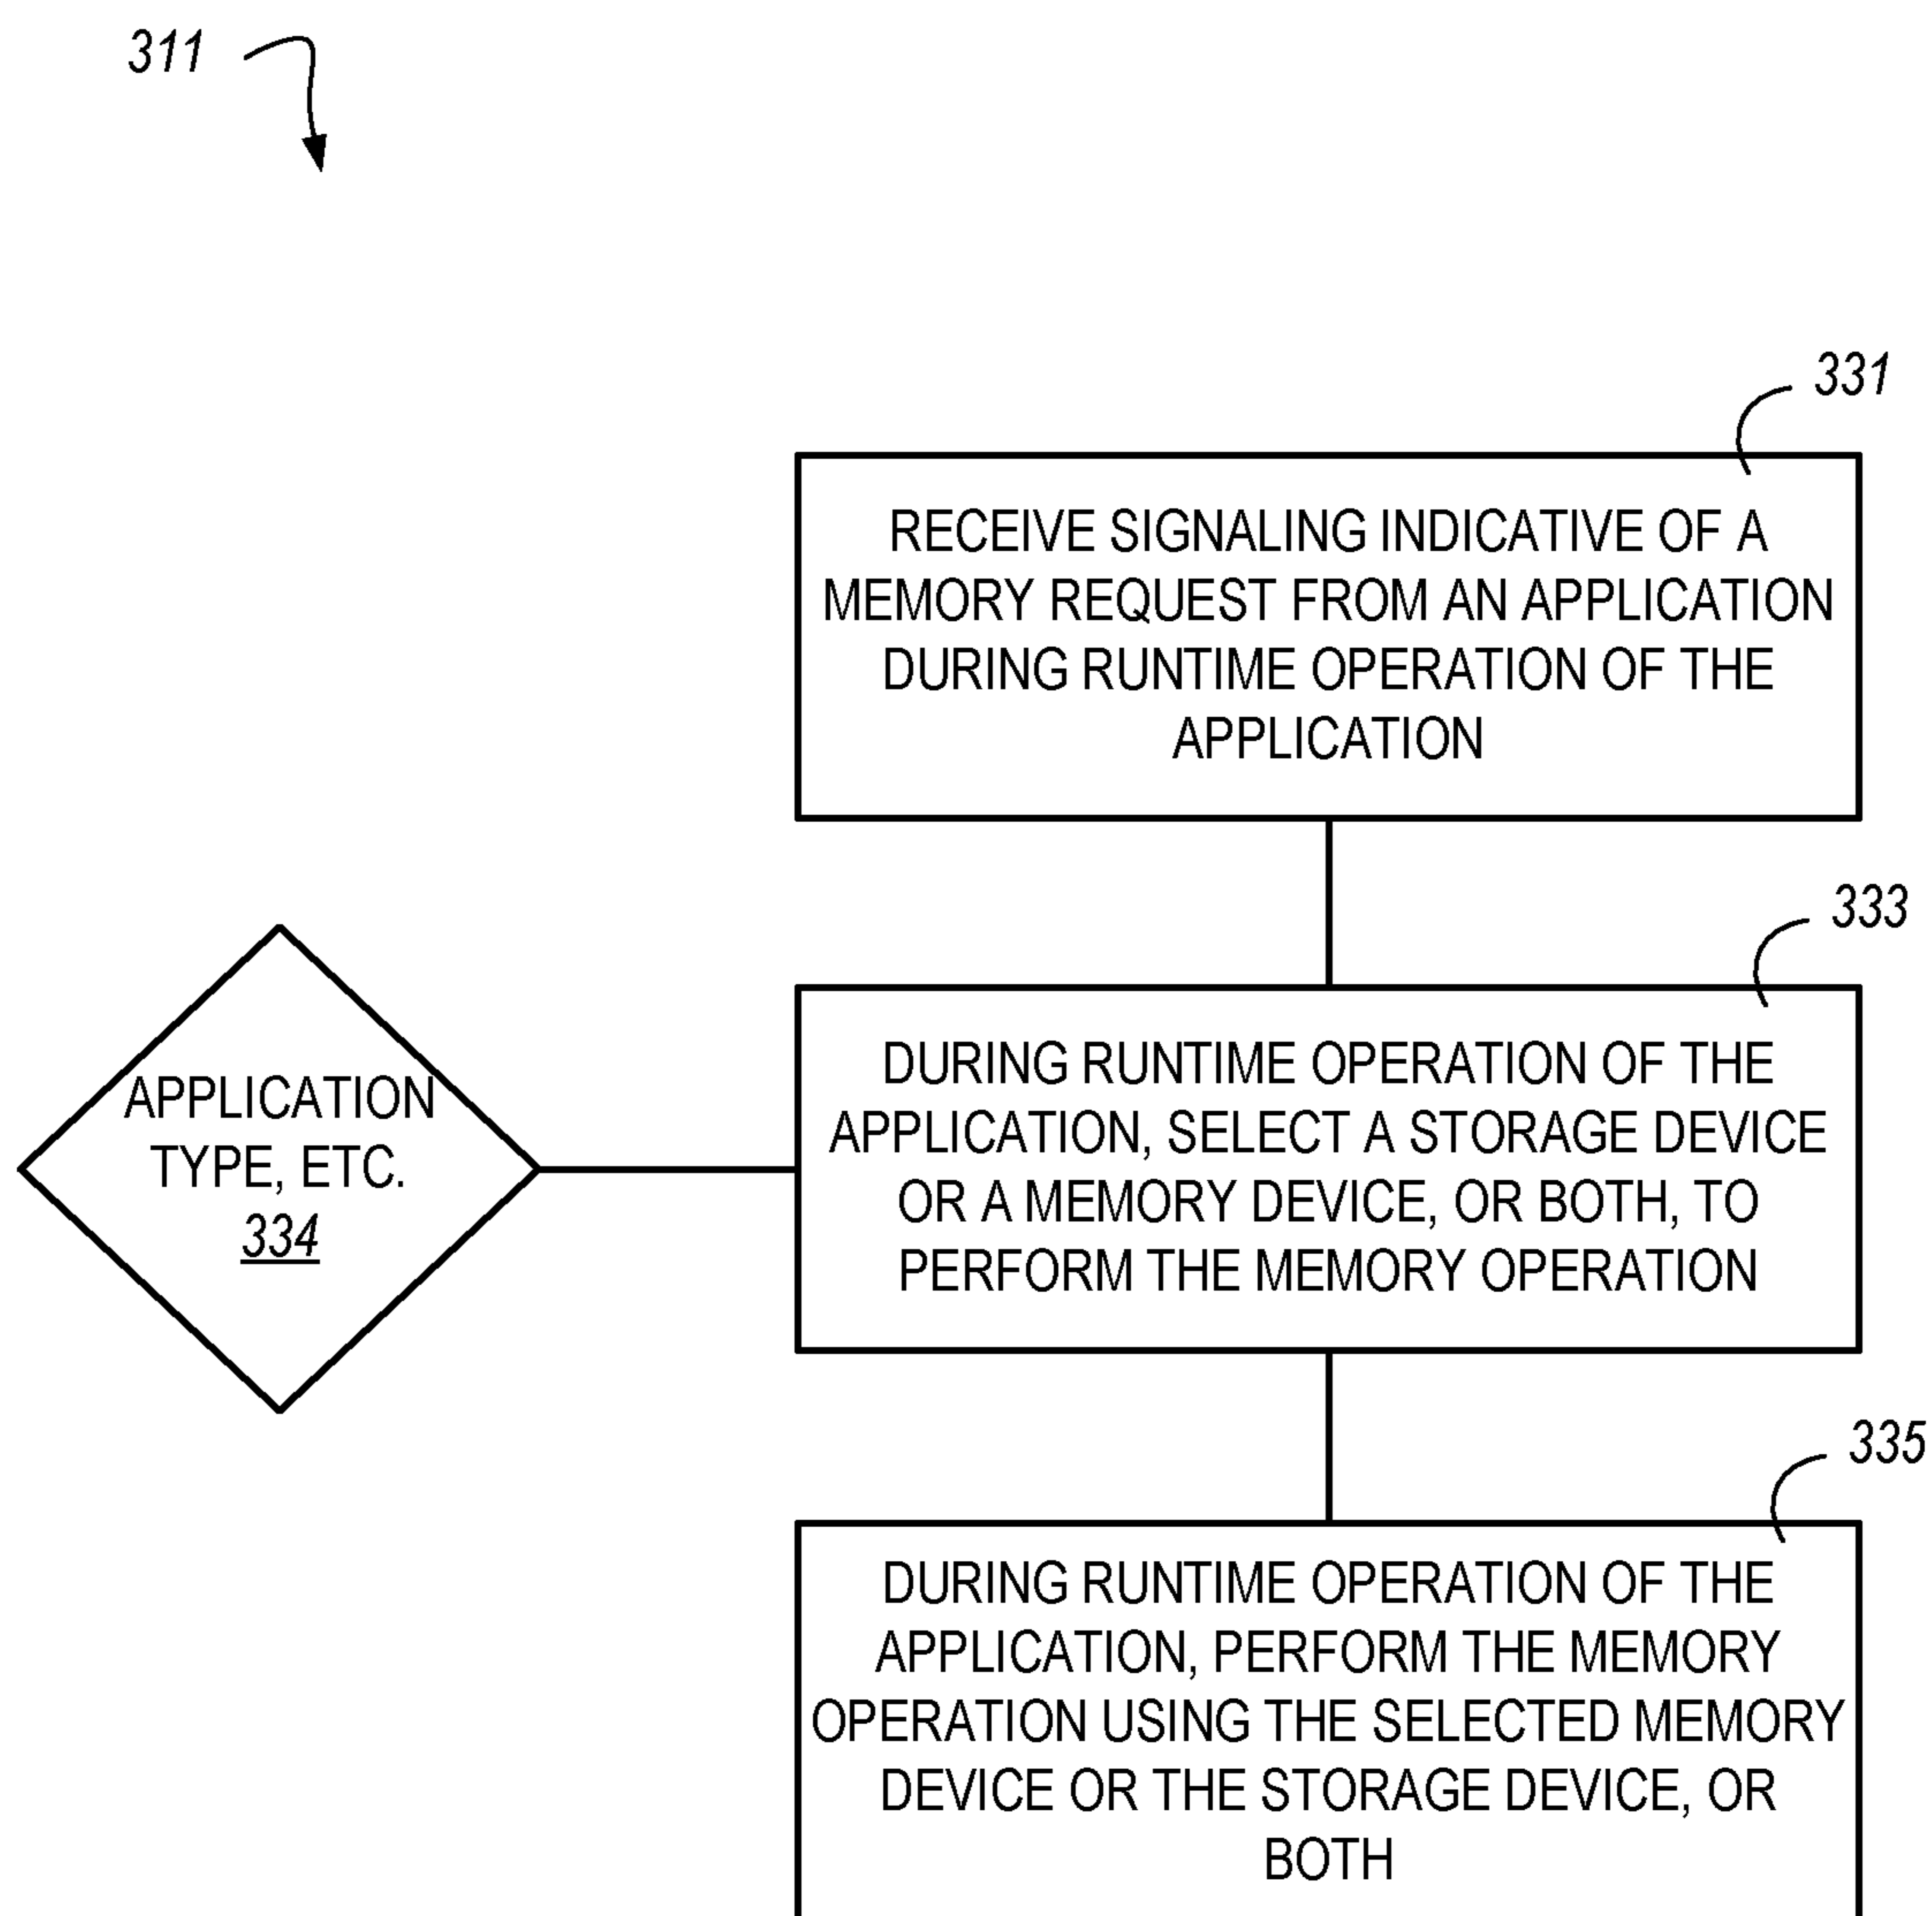 311
331
RECEIVE SIGNALING INDICATIVE OF A
MEMORY REQUEST FROM AN APPLICATION
DURING RUNTIME OPERATION OF THE
APPLICATION
333
DURING RUNTIME OPERATION OF THE
APPLICATION, SELECT A STORAGE DEVICE
OR A MEMORY DEVICE, OR BOTH, TO
PERFORM THE MEMORY OPERATION
APPLICATION
TYPE, ETC.
334
335
DURING RUNTIME OPERATION OF THE
APPLICATION, PERFORM THE MEMORY
OPERATION USING THE SELECTED MEMORY
DEVICE OR THE STORAGE DEVICE, OR
BOTH